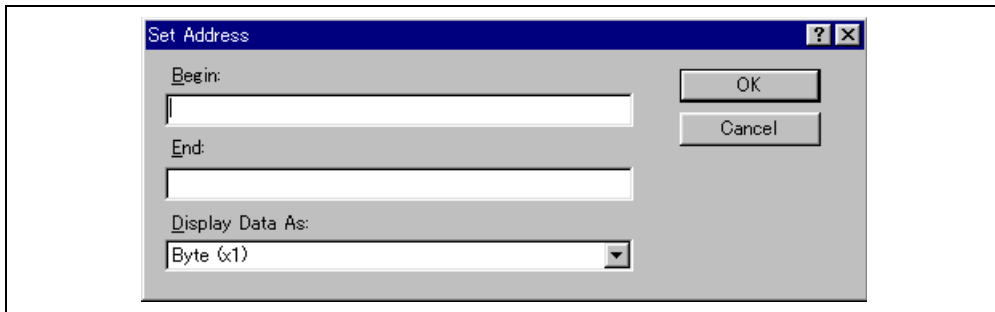 Set Address
Begin:
OK
Cancel
End:
Display Data As:
Byte (x1)